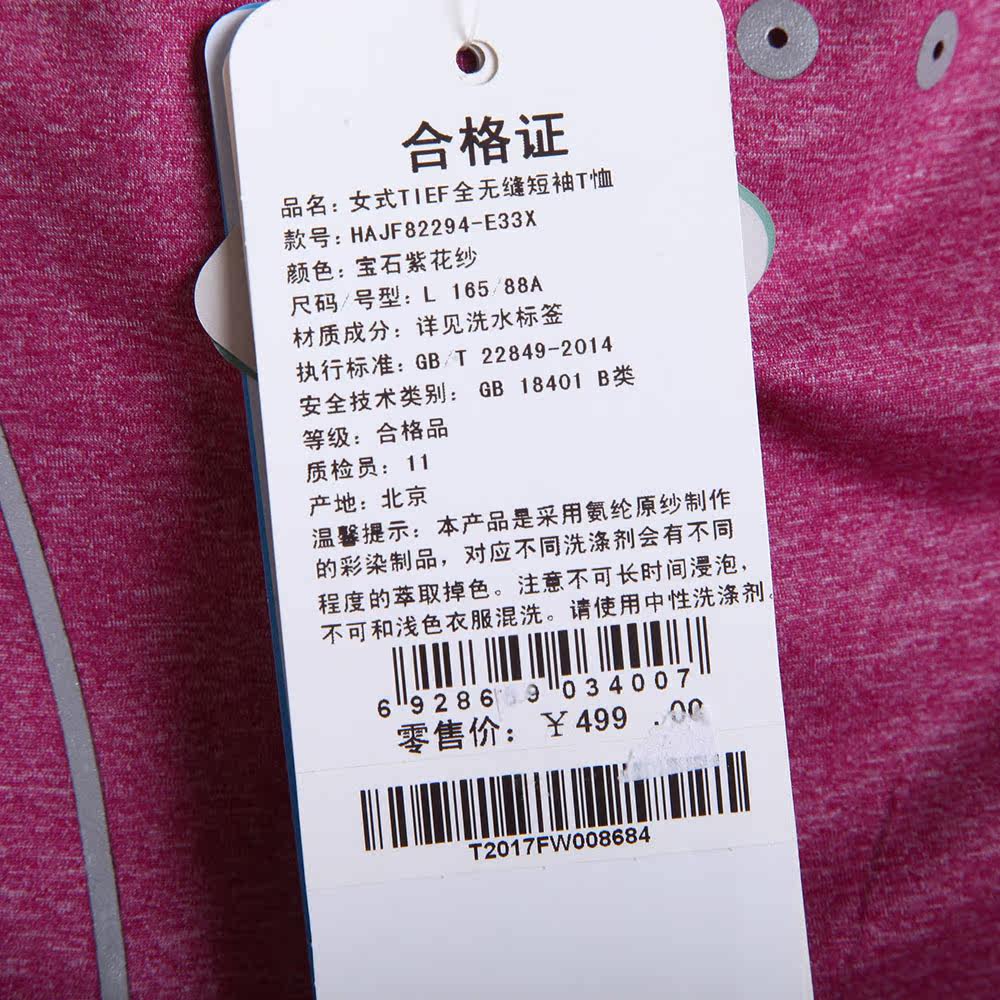 合格证
品名：女式TIEF全无缝短袖T恤
款号：HAJF82294-E33X
颜色：宝石紫花纱
尺码/号型：L 165/88A
材质成分：详见洗水标签
执行标准：GB/T 22849-2014
安全技术类别：GB 18401 B类
等级：合格品
质检员：11
产地：北京
温馨提示：本产品是采用氨纶原纱制作
的彩染制品，对应不同洗涤剂会有不同
程度的萃取掉色。注意不可长时间浸泡，
不可和浅色衣服混洗。请使用中性洗涤剂。
6 9286 9 034007
零售价：￥499 .00
T2017FW008684